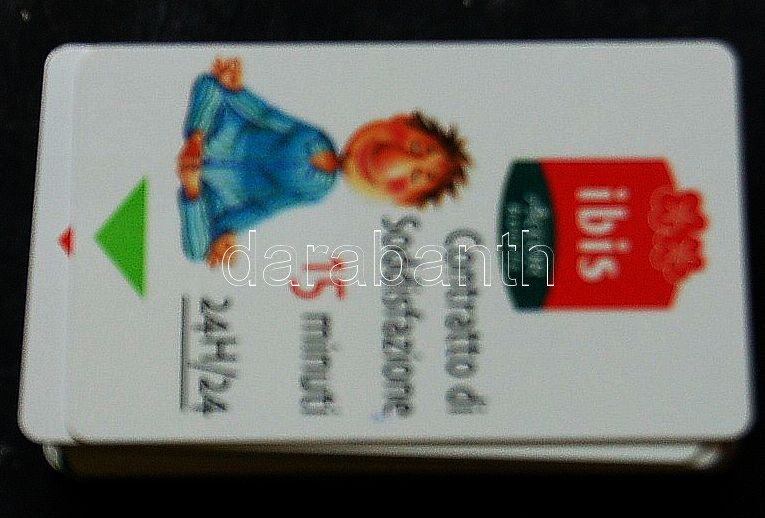 ibis
Contratto di
Soddisfazione,
15 minuti
24H/24
darabanth